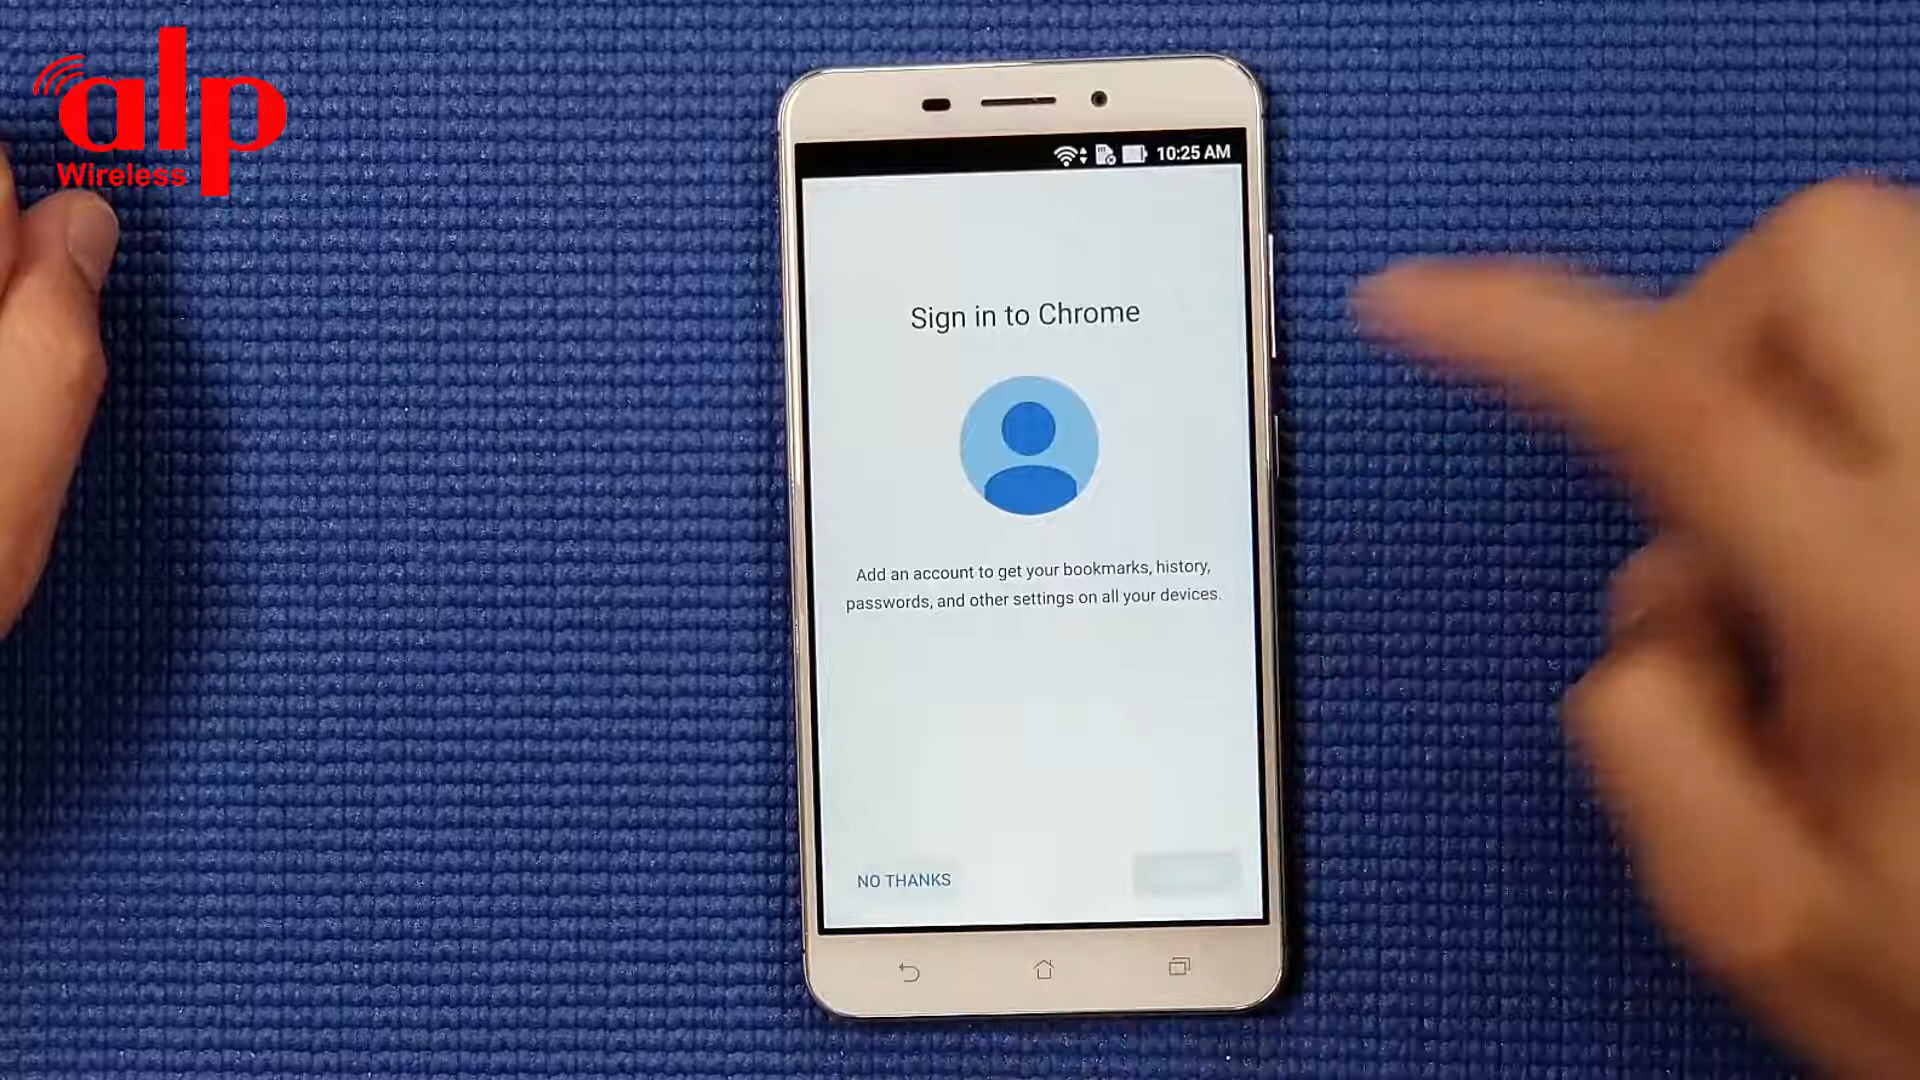 alp
Wireless
10:25 AM
Sign in to Chrome
Add an account to get your bookmarks, history,
passwords, and other settings on all your devices.
NO THANKS